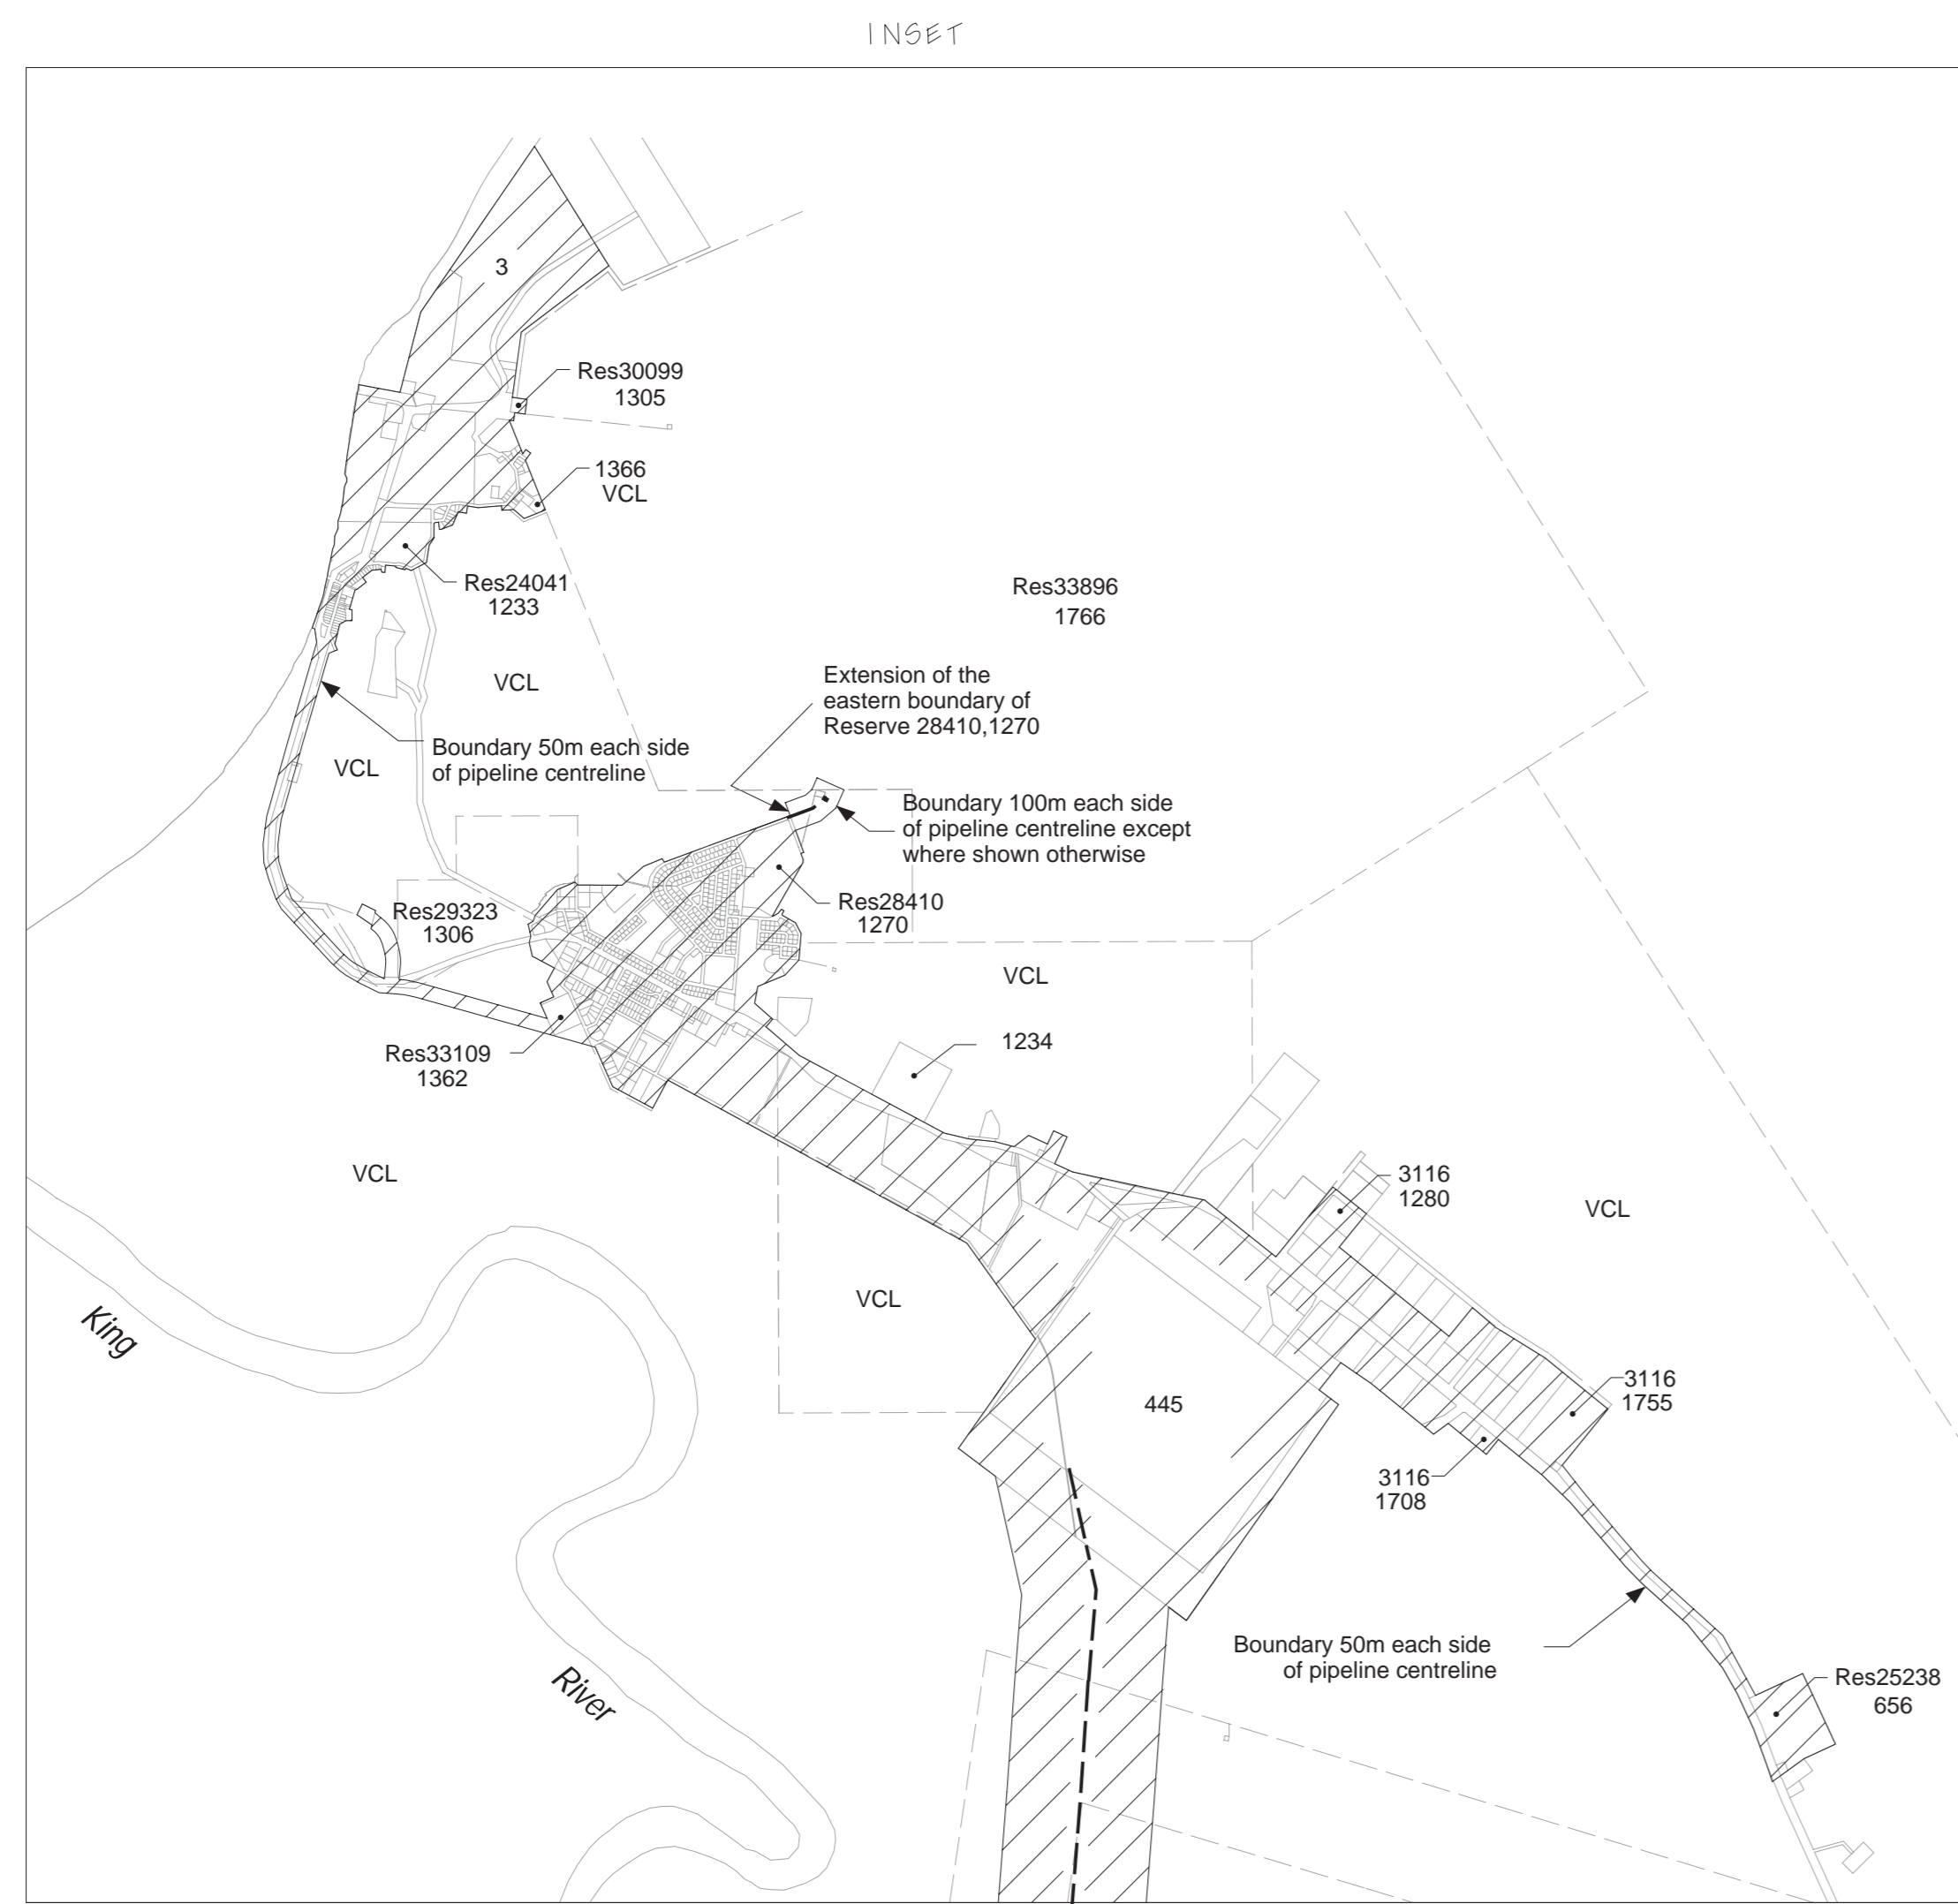 INSET
3
Res30099
1305
1366
VCL
Res24041
1233
Res33896
1766
VCL
Extension of the
eastern boundary of
Reserve 28410,1270
Boundary 50m each side
of pipeline centreline
VCL
Boundary 100m each side
of pipeline centreline except
where shown otherwise
Res28410
1270
Res29323
1306
VCL
1234
Res33109
1362
VCL
3116
1280
VCL
VCL
King
445
3116
1755
3116
1708
Boundary 50m each side
of pipeline centreline
River
Res25238
656